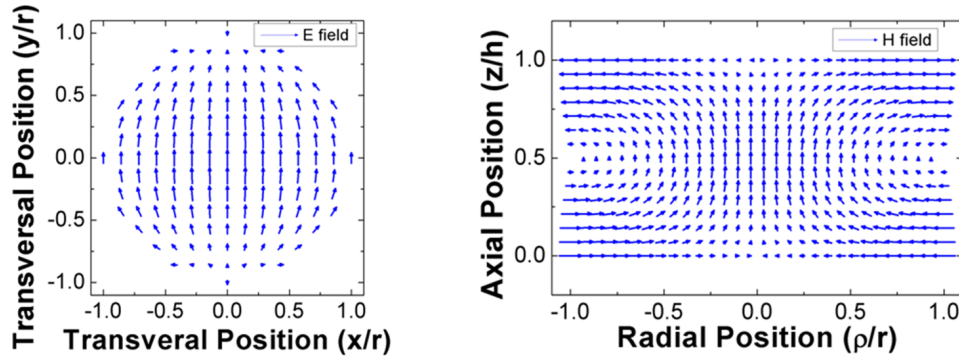 Transversal Position (y/r)
1.0
0.5
0.0
-0.5
-1.0
E field
-1.0 -0.5 0.0 0.5 1.0
Transveral Position (x/r)
Axial Position (z/h)
1.0
0.5
0.0
H field
-1.0 -0.5 0.0 0.5 1.0
Radial Position (ρ/r)